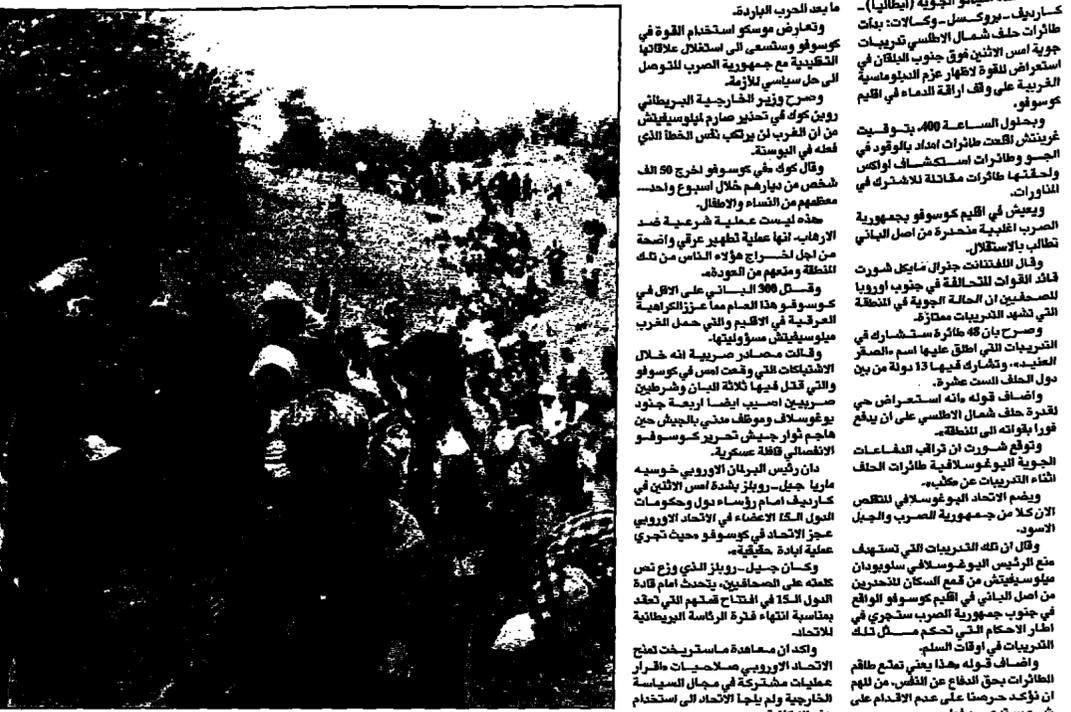 كارديف-بروكسل-وكالات: بدأت
طائرات حلف شمال الاطلسي تدريبات
جوية امس الاثنين فوق جنوب البلقان في
استعراض للقوة لاظهار عزم الدبلوماسية
الغربية على وقف اراقة الدماء في اقليم
كوسوفو.
وبحلول الساعة 400، بتوقيت
غرينتش اقلعت طائرات امداد بالوقود في
الجو وطائرات استكشاف اواكس
ولحقتها طائرات مقاتلة للاشتراك في
المناورات.
ويعيش في اقليم كوسوفو بجمهورية
الصرب اغلبية منحدرة من اصل الباني
تطالب بالاستقلال.
وقال اللفتنانت جنرال مايكل شورت
قائد القوات المتحالفة في جنوب اوروبا
للصحفيين ان الحالة الجوية في المنطقة
التي تشهد التدريبات ممتازة.
وصرح بان 48 طائرة ستشارك في
التدريبات التي اطلق عليها اسم «الصقر
العنيد»، وتشارك فيها 13 دولة من بين
دول الحلف الست عشرة.
واضاف قوله «انه استعراض حي
لقدرة حلف شمال الاطلسي على ان يدفع
فورا بقواته الى المنطقة».
وتوقع شورت ان تراقب الدفاعات
الجوية اليوغوسلافية طائرات الحلف
اثناء التدريبات عن «كثب».
ويضم الاتحاد اليوغوسلافي المتقلص
الان كلا من جمهورية الصرب والجبل
الاسود.
وقال ان تلك التدريبات التي تستهدف
منع الرئيس اليوغوسلافي سلوبودان
ميلوسيفيتش من قمع السكان المنحدرين
من اصل الباني في اقليم كوسوفو الواقع
في جنوب جمهورية الصرب ستجري في
اطار الاحكام التي تحكم مثل تلك
التدريبات في اوقات السلم.
واضاف قوله «هذا يعني تمتع طاقم
الطائرات بحق الدفاع عن النفس. من المهم
ان نؤكد حرصنا على عدم الاقدام على
ما بعد الحرب الباردة.
وتعارض موسكو استخدام القوة في
كوسوفو وستسعى الى استغلال علاقاتها
التقليدية مع جمهورية الصرب للتوصل
الى حل سياسي للأزمة.
وصرح وزير الخارجية البريطاني
روبن كوك في تحذير صارم لميلوسيفيتش
من ان الغرب لن يرتكب نفس الخطأ الذي
فعله في البوسنة.
وقال كوك «في كوسوفو اخرج 50 الف
شخص من ديارهم خلال اسبوع واحد...
معظمهم من النساء والاطفال.
«هذه ليست عملية شرعية ضد
الارهاب. انها عملية تطهير عرقي واضحة
من اجل اخراج هؤلاء الناس من تلك
المنطقة ومنعهم من العودة».
وقتل 300 الباني على الاقل في
كوسوفو هذا العام مما عزز الكراهية
العرقية في الاقليم والتي حمل الغرب
ميلوسيفيتش مسؤوليتها.
وقالت مصادر صربية انه خلال
الاشتباكات التي وقعت امس في كوسوفو
والتي قتل فيها ثلاثة البان وشرطيين
صربيين اصيب ايضا اربعة جنود
يوغوسلاف وموظف مدني بالجيش حين
هاجم ثوار جيش تحرير كوسوفو
الانفصالي قافلة عسكرية.
دان رئيس البرلمان الاوروبي خوسيه
ماريا جيل-روبلز بشدة امس الاثنين في
كارديف امام رؤساء دول وحكومات
الدول الـ15 الاعضاء في الاتحاد الاوروبي
عجز الاتحاد في كوسوفو «حيث تجري
عملية ابادة حقيقية».
وكان جيل-روبلز الذي وزع نص
كلمته على الصحافيين، يتحدث امام قادة
الدول الـ15 في افتتاح قمتهم التي تعقد
بمناسبة انتهاء فترة الرئاسة البريطانية
للاتحاد.
واكد ان معاهدة ماستريخت تمنح
الاتحاد الاوروبي صلاحيات «اقرار
عمليات مشتركة في مجال السياسة
الخارجية ولم يلجأ الاتحاد الى استخدام